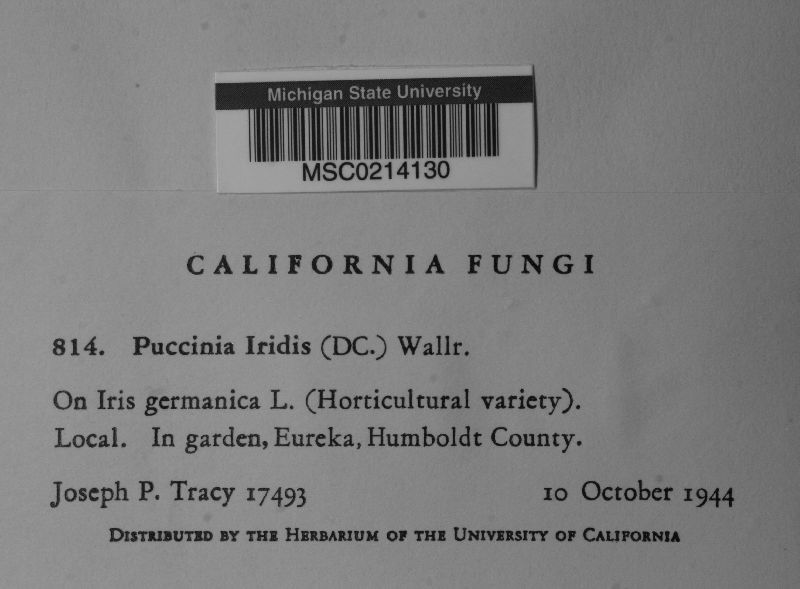 Michigan State University
MSC0214130
CALIFORNIA FUNGI
814. Puccinia Iridis (DC.) Wallr.
On Iris germanica L. (Horticultural variety).
Local. In garden, Eureka, Humboldt County.
Joseph P. Tracy 17493 10 October 1944
DISTRIBUTED BY THE HERBARIUM OF THE UNIVERSITY OF CALIFORNIA